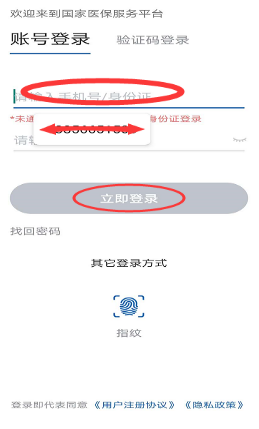 欢迎来到国家医保服务平台
账号登录 验证码登录
请输入手机号/身份证
*未通 身份证登录
请输
立即登录
找回密码
其它登录方式
指纹
登录即代表同意《用户注册协议》《隐私政策》